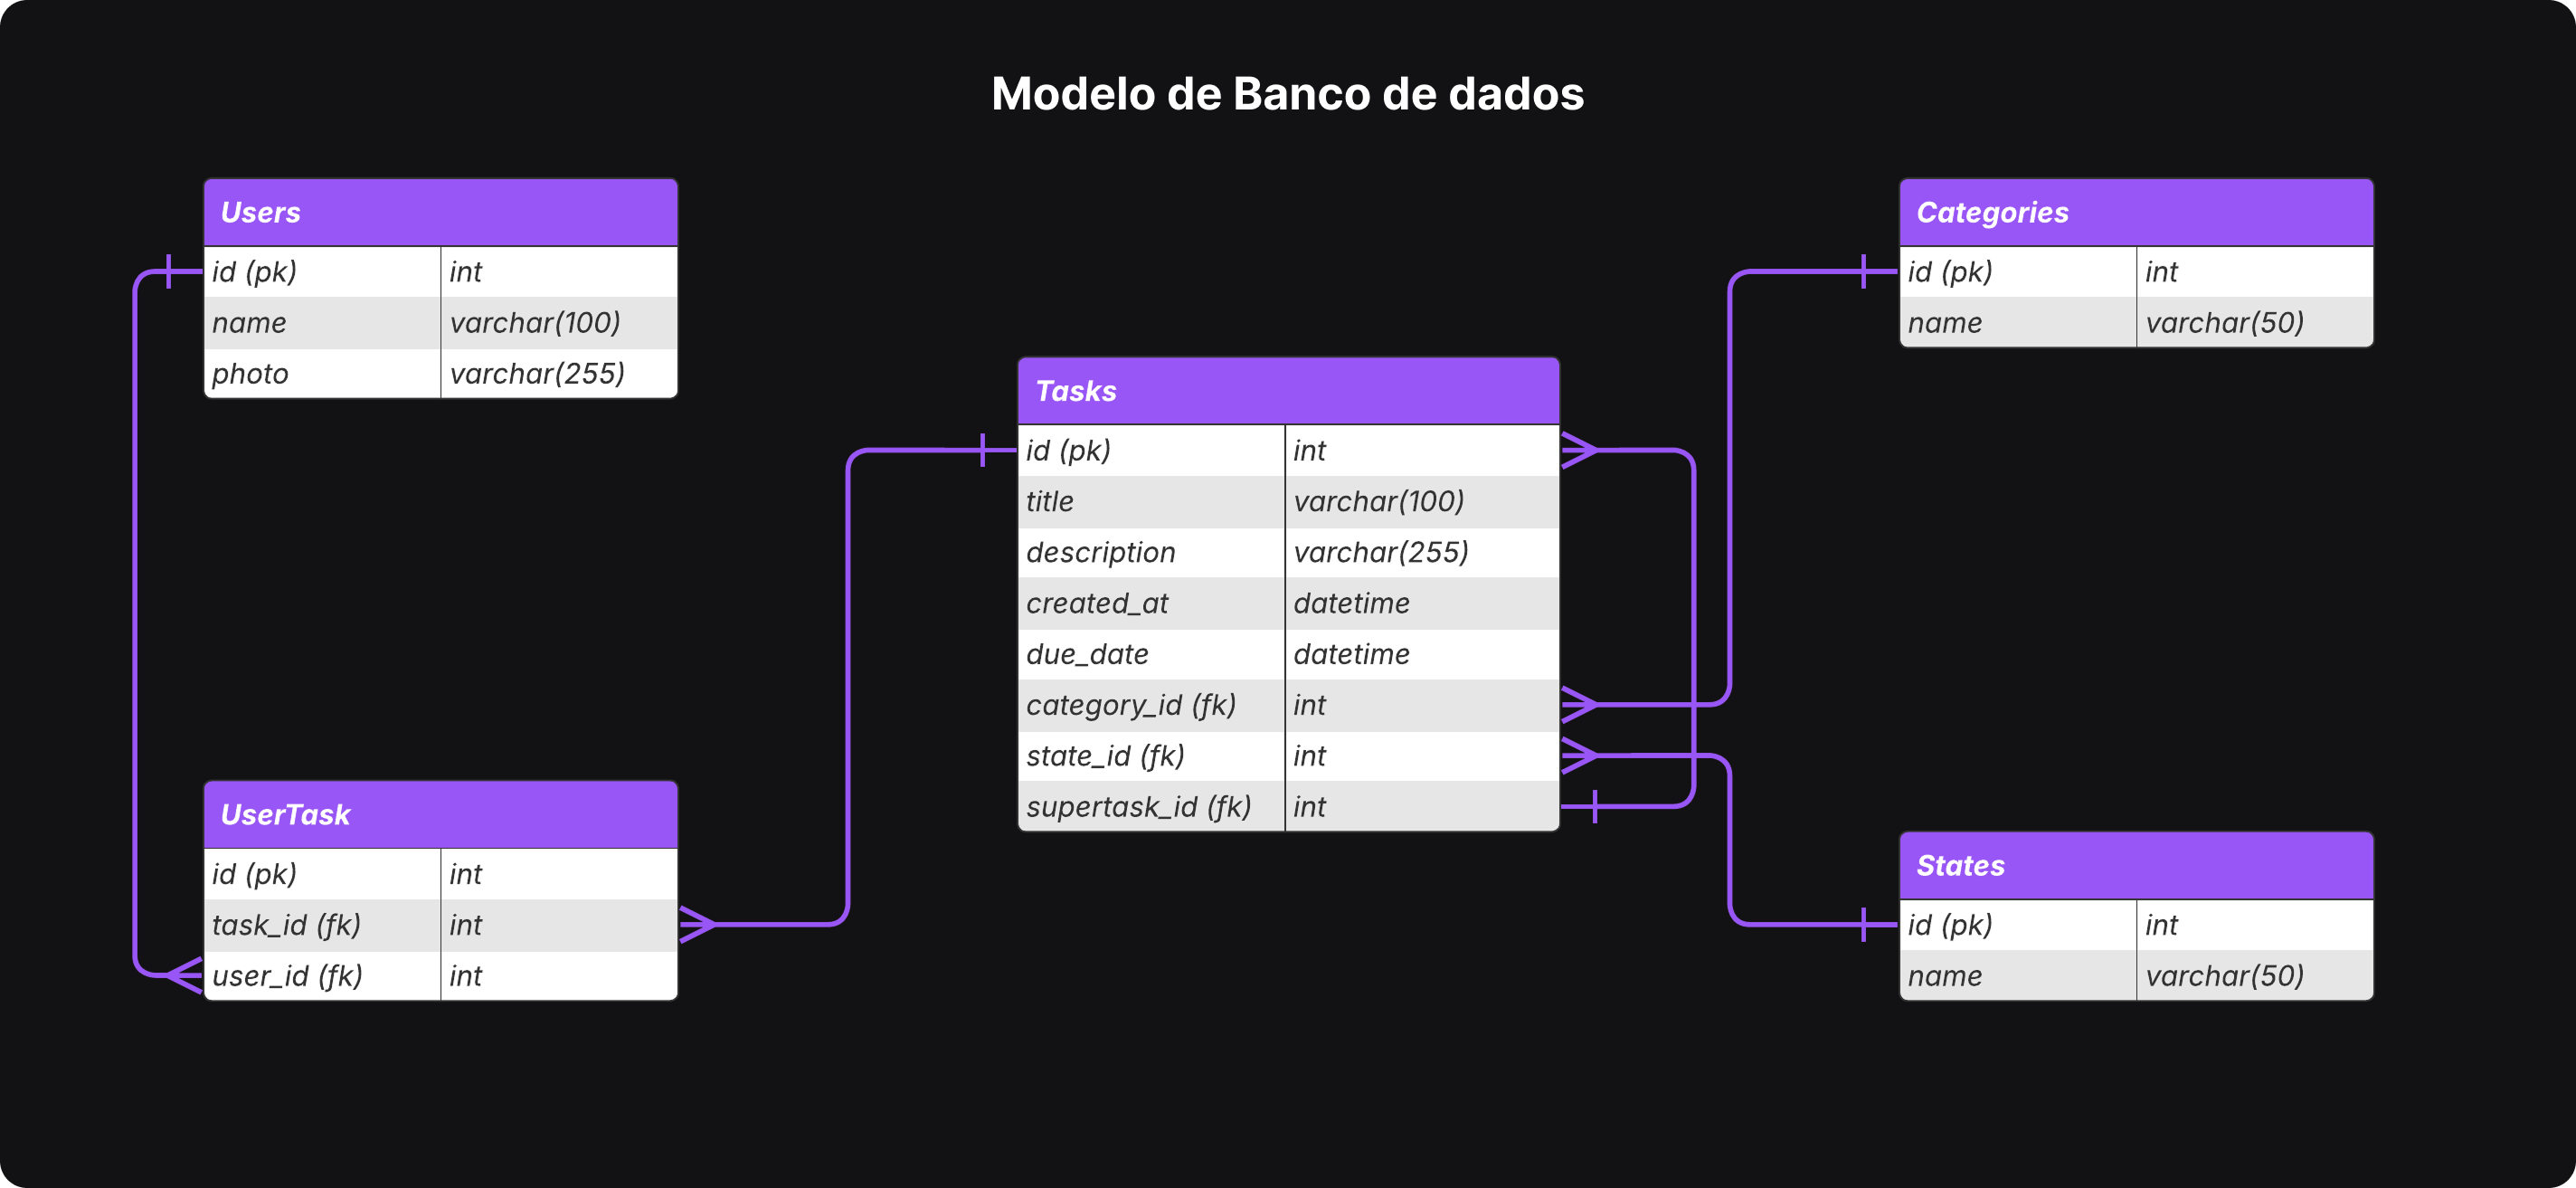 Modelo de Banco de dados
Users
id (pk) int
name varchar(100)
photo varchar(255)
UserTask
id (pk) int
task_id (fk) int
user_id (fk) int
Tasks
id (pk) int
title varchar(100)
description varchar(255)
created_at datetime
due_date datetime
category_id (fk) int
state_id (fk) int
supertask_id (fk) int
Categories
id (pk) int
name varchar(50)
States
id (pk) int
name varchar(50)